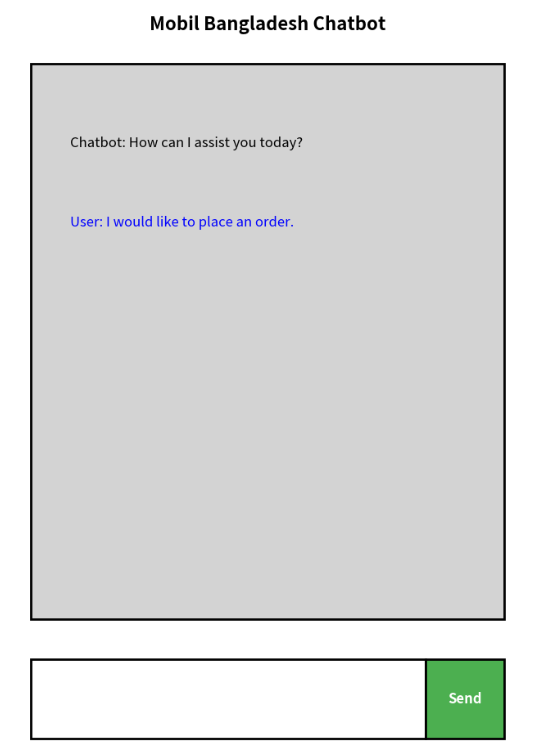 Mobil Bangladesh Chatbot
Chatbot: How can I assist you today?
User: I would like to place an order.
Send